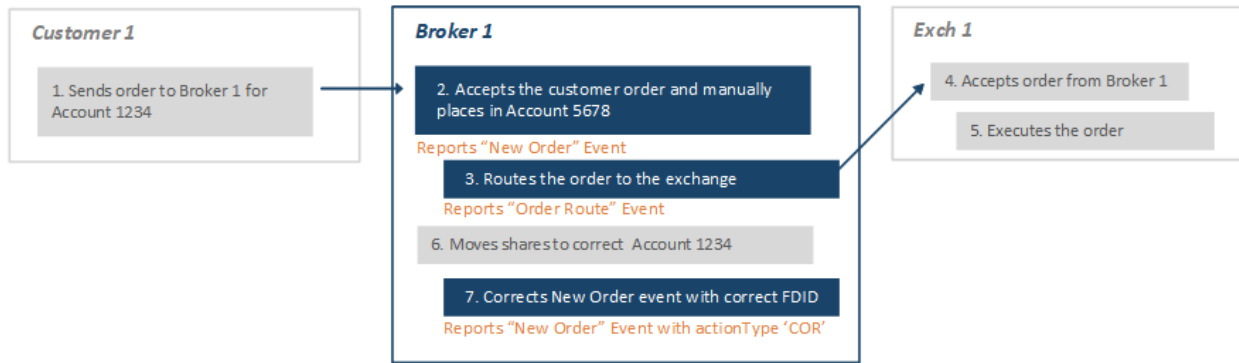 Customer 1
1. Sends order to Broker 1 for
Account 1234
Broker 1
2. Accepts the customer order and manually
places in Account 5678
Reports “New Order” Event
3. Routes the order to the exchange
Reports “Order Route” Event
6. Moves shares to correct Account 1234
7. Corrects New Order event with correct FDID
Reports “New Order” Event with actionType ‘COR’
Exch 1
4. Accepts order from Broker 1
5. Executes the order